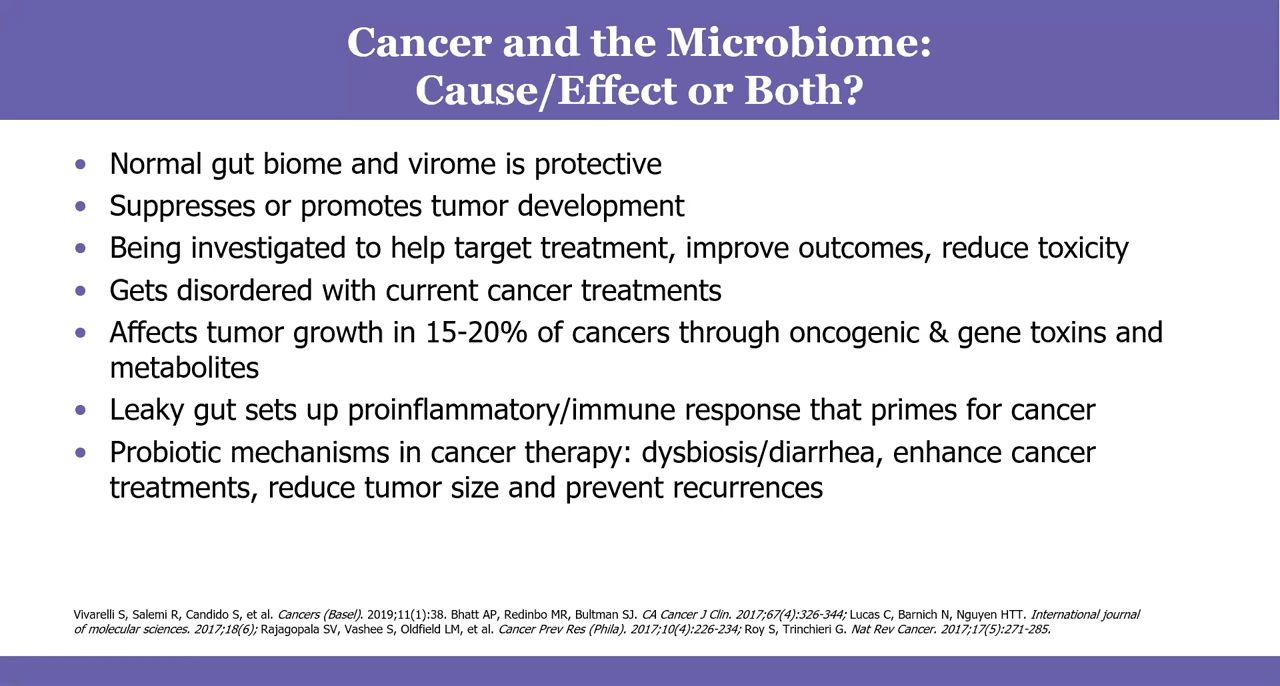 Cancer and the Microbiome:
Cause/Effect or Both?
• Normal gut biome and virome is protective
• Suppresses or promotes tumor development
• Being investigated to help target treatment, improve outcomes, reduce toxicity
• Gets disordered with current cancer treatments
• Affects tumor growth in 15-20% of cancers through oncogenic & gene toxins and
metabolites
• Leaky gut sets up proinflammatory/immune response that primes for cancer
• Probiotic mechanisms in cancer therapy: dysbiosis/diarrhea, enhance cancer
treatments, reduce tumor size and prevent recurrences
Vivarelli S, Salemi R, Candido S, et al. Cancers (Basel). 2019;11(1):38. Bhatt AP, Redinbo MR, Bultman SJ. CA Cancer J Clin. 2017;67(4):326-344; Lucas C, Barnich N, Nguyen HTT. International journal
of molecular sciences. 2017;18(6); Rajagopala SV, Vashee S, Oldfield LM, et al. Cancer Prev Res (Phila). 2017;10(4):226-234; Roy S, Trinchieri G. Nat Rev Cancer. 2017;17(5):271-285.